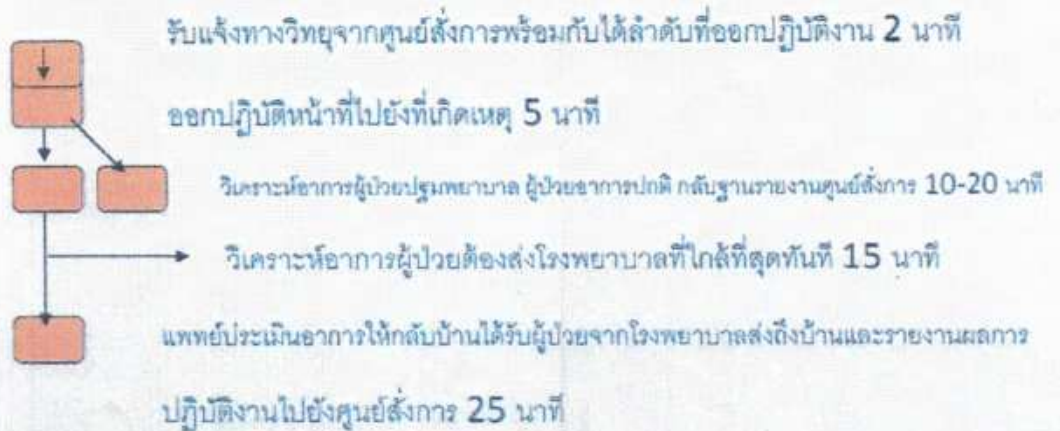 รับแจ้งทางวิทยุจากศูนย์สั่งการพร้อมกับได้ลำดับที่ออกปฏิบัติงาน 2 นาที
ออกปฏิบัติหน้าที่ไปยังที่เกิดเหตุ 5 นาที
วิเคราะห์อาการผู้ป่วยปฐมพยาบาล ผู้ป่วยอาการปกติ กลับฐานรายงานศูนย์สั่งการ 10-20 นาที
วิเคราะห์อาการผู้ป่วยต้องส่งโรงพยาบาลที่ใกล้ที่สุดทันที 15 นาที
แพทย์ประเมินอาการให้กลับบ้านได้รับผู้ป่วยจากโรงพยาบาลส่งถึงบ้านและรายงานผลการ
ปฏิบัติงานไปยังศูนย์สั่งการ 25 นาที